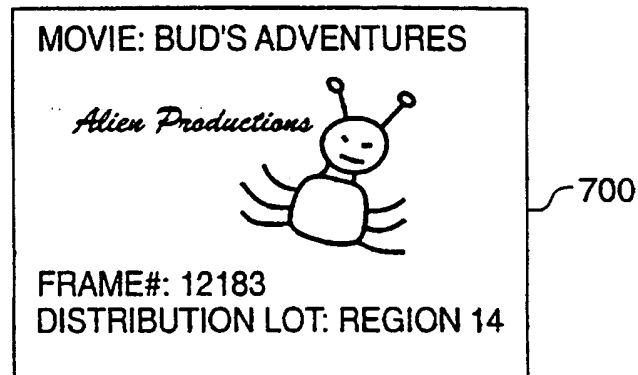 MOVIE: BUD'S ADVENTURES
Alien Productions
700
FRAME#: 12183
DISTRIBUTION LOT: REGION 14